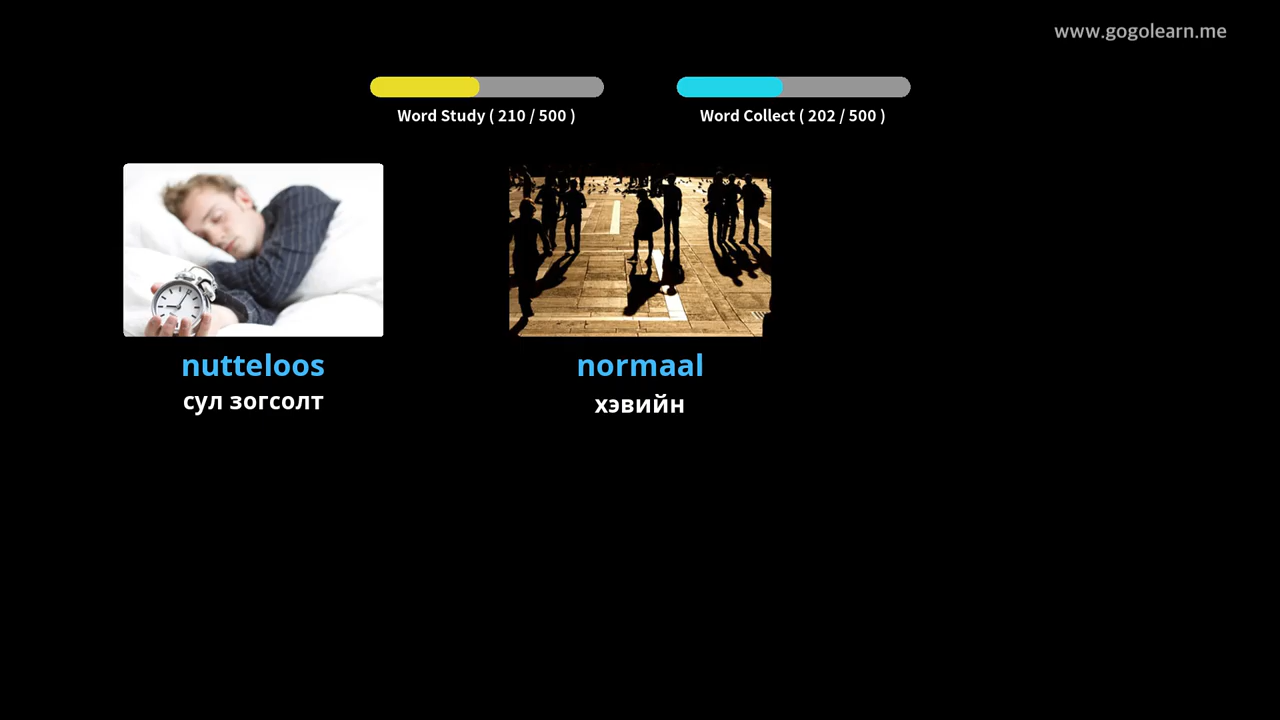 www.gogolearn.me
Word Study ( 210 / 500 )
Word Collect ( 202 / 500 )
nutteloos
сул зогсолт
normaal
хэвийн